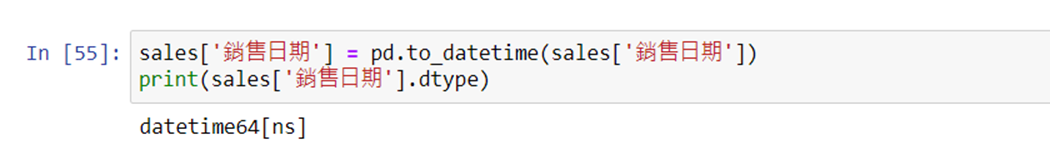 In [55]: sales['銷售日期'] = pd.to_datetime(sales['銷售日期'])
print(sales['銷售日期'].dtype)
datetime64[ns]